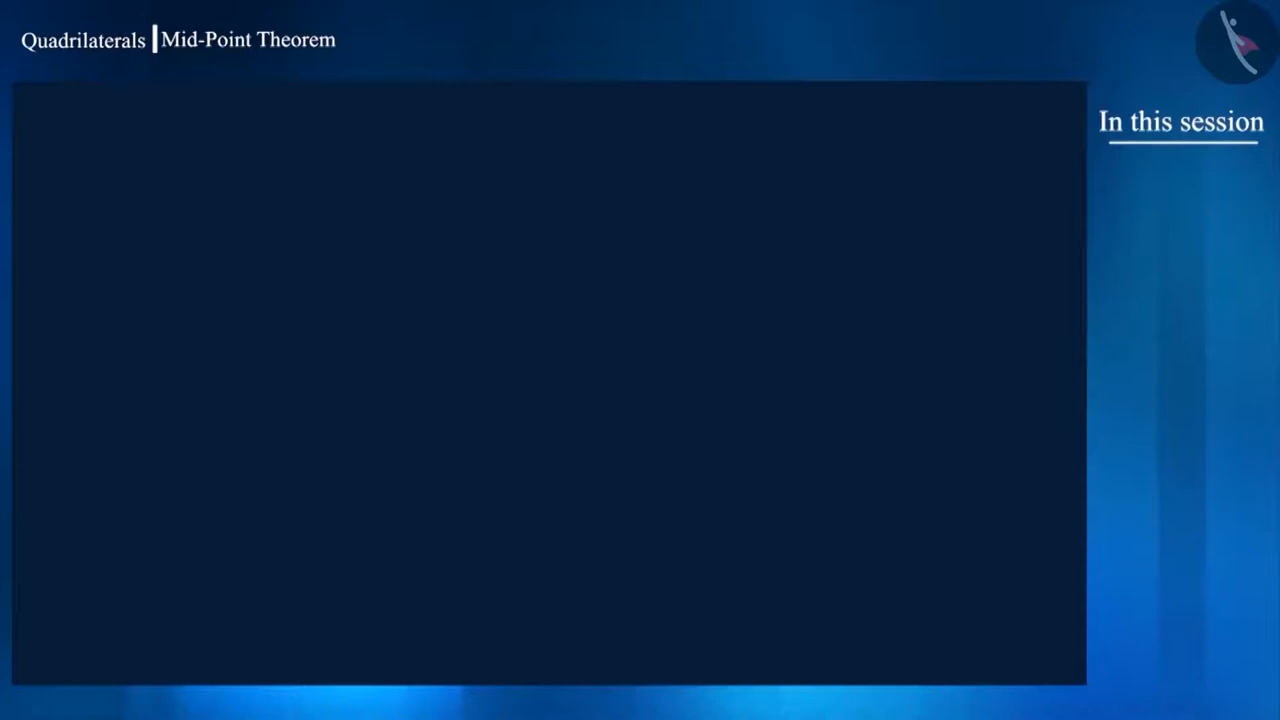 Quadrilaterals | Mid-Point Theorem
In this session